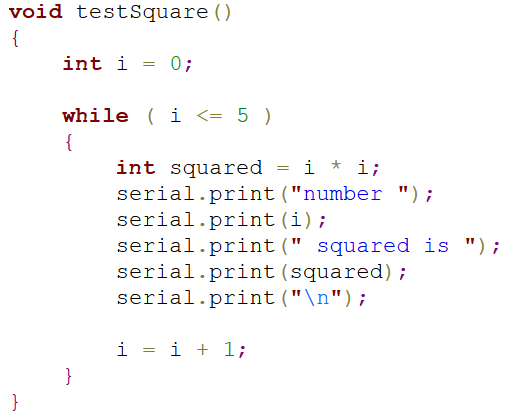 void testSquare()
{
    int i = 0;

    while ( i <= 5 )
    {
        int squared = i * i;
        serial.print("number ");
        serial.print(i);
        serial.print(" squared is ");
        serial.print(squared);
        serial.print("\n");

        i = i + 1;
    }
}